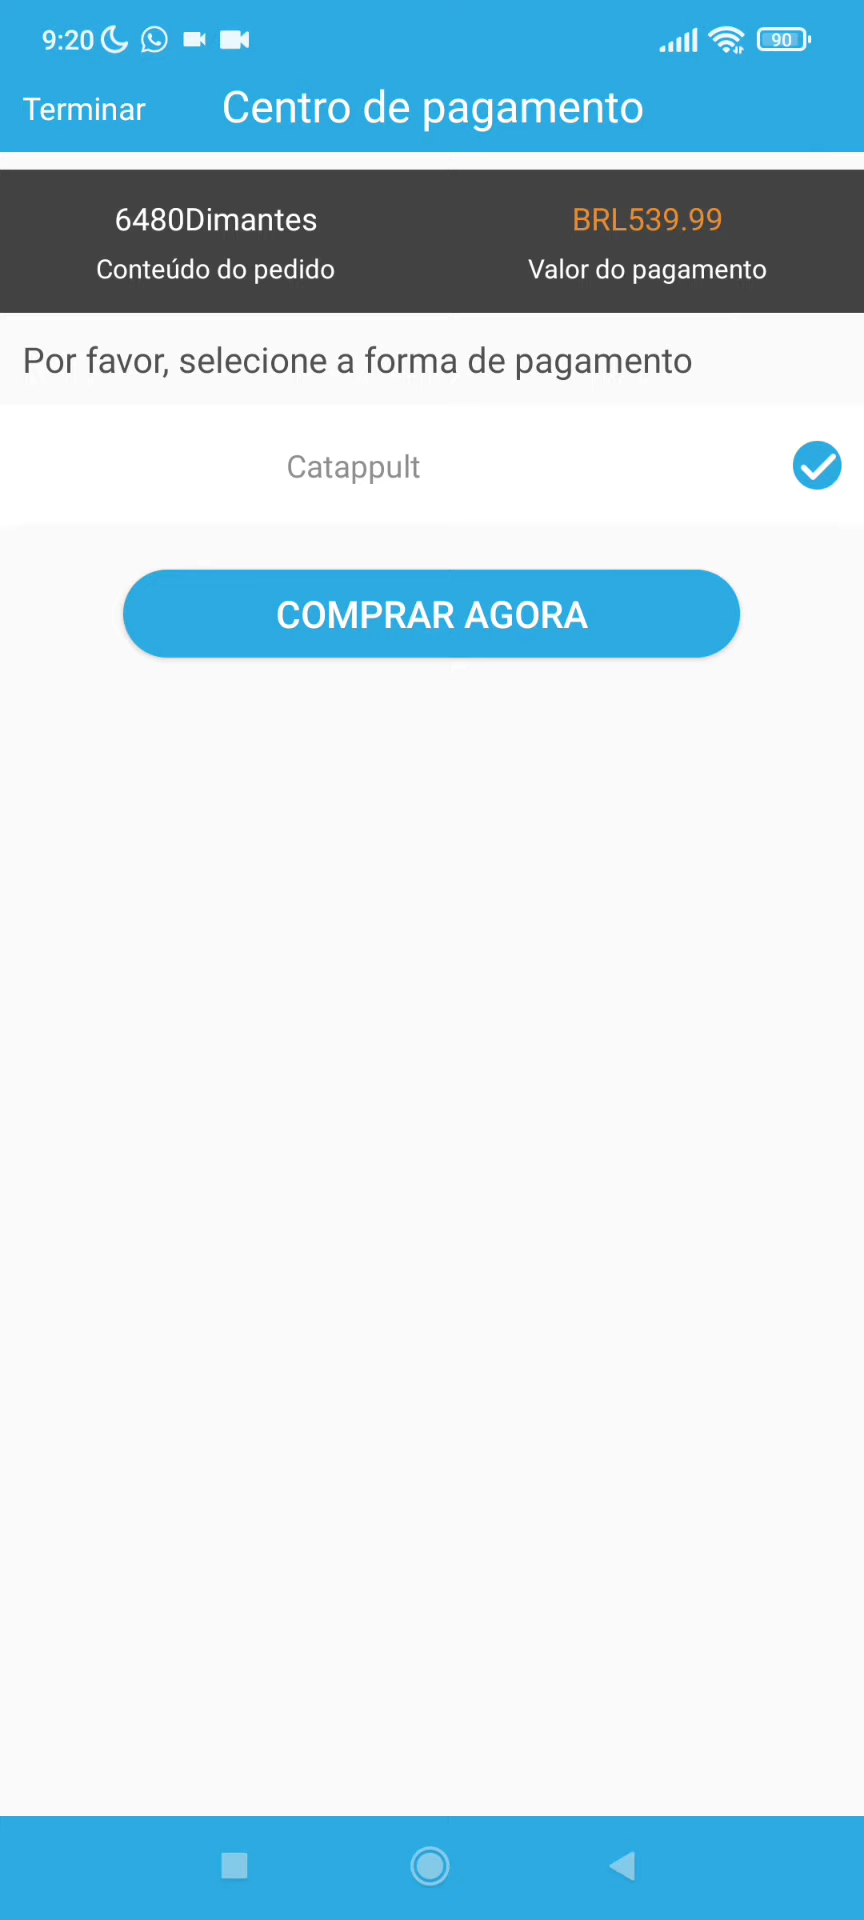 9:20
90
Terminar
Centro de pagamento
6480Dimantes
BRL539.99
Conteúdo do pedido
Valor do pagamento
Por favor, selecione a forma de pagamento
Catappult
COMPRAR AGORA